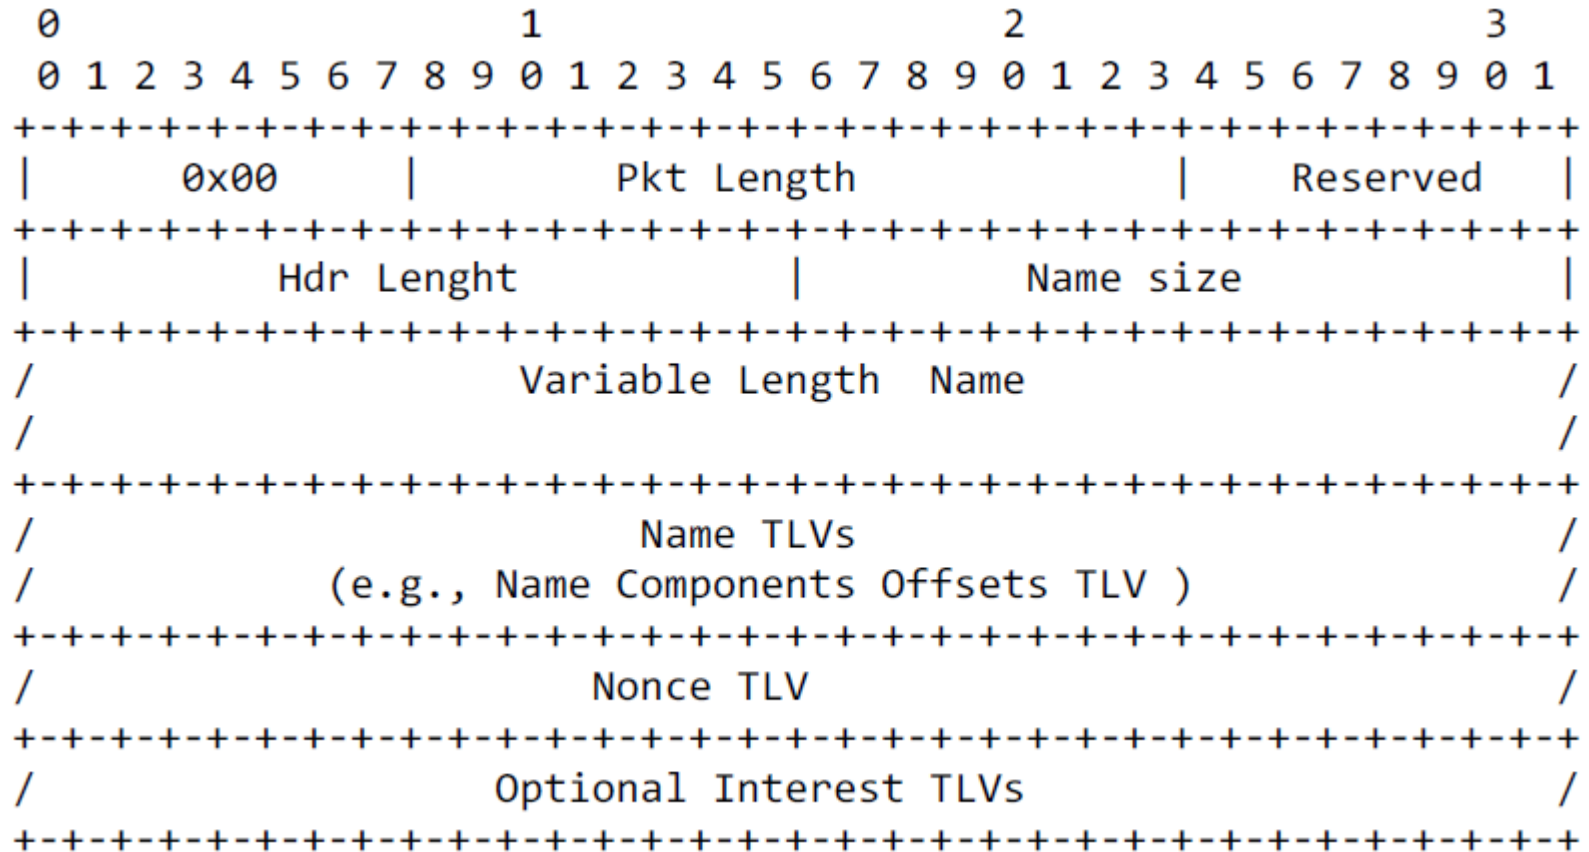 0 1 2 3
0 1 2 3 4 5 6 7 8 9 0 1 2 3 4 5 6 7 8 9 0 1 2 3 4 5 6 7 8 9 0 1
+-+-+-+-+-+-+-+-+-+-+-+-+-+-+-+-+-+-+-+-+-+-+-+-+-+-+-+-+-+-+-+-+
| 0x00 | Pkt Length | Reserved |
+-+-+-+-+-+-+-+-+-+-+-+-+-+-+-+-+-+-+-+-+-+-+-+-+-+-+-+-+-+-+-+-+
| Hdr Lenght | Name size |
+-+-+-+-+-+-+-+-+-+-+-+-+-+-+-+-+-+-+-+-+-+-+-+-+-+-+-+-+-+-+-+-+
/ Variable Length Name /
/ /
+-+-+-+-+-+-+-+-+-+-+-+-+-+-+-+-+-+-+-+-+-+-+-+-+-+-+-+-+-+-+-+-+
/ Name TLVs /
/ (e.g., Name Components Offsets TLV ) /
+-+-+-+-+-+-+-+-+-+-+-+-+-+-+-+-+-+-+-+-+-+-+-+-+-+-+-+-+-+-+-+-+
/ Nonce TLV /
+-+-+-+-+-+-+-+-+-+-+-+-+-+-+-+-+-+-+-+-+-+-+-+-+-+-+-+-+-+-+-+-+
/ Optional Interest TLVs /
+-+-+-+-+-+-+-+-+-+-+-+-+-+-+-+-+-+-+-+-+-+-+-+-+-+-+-+-+-+-+-+-+